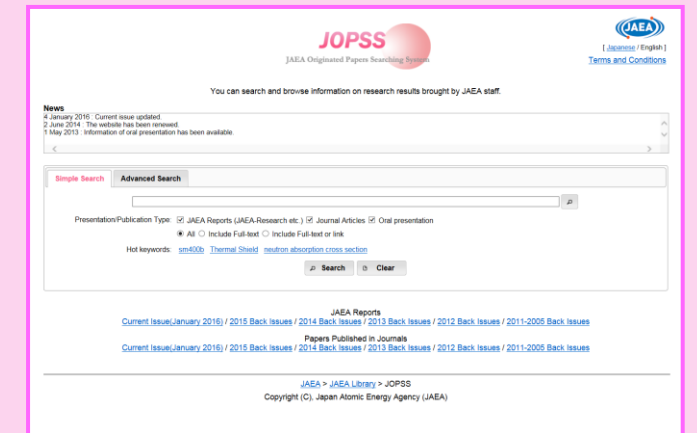 JOPSS
JAEA Originated Papers Searching System
JAEA
[ Japanese / English ]
Terms and Conditions
You can search and browse information on research results brought by JAEA staff.
News
4 January 2016 : Current issue updated.
2 June 2014 : The website has been renewed.
1 May 2013 : Information of oral presentation has been available.
Simple Search Advanced Search
Presentation/Publication Type: JAEA Reports (JAEA-Research etc.) Journal Articles Oral presentation
All Include Full-text Include Full-text or link
Hot keywords: sm400b Thermal Shield neutron absorption cross section
Search Clear
JAEA Reports
Current Issue(January 2016) / 2015 Back Issues / 2014 Back Issues / 2013 Back Issues / 2012 Back Issues / 2011-2005 Back Issues
Papers Published in Journals
Current Issue(January 2016) / 2015 Back Issues / 2014 Back Issues / 2013 Back Issues / 2012 Back Issues / 2011-2005 Back Issues
JAEA > JAEA Library > JOPSS
Copyright (C), Japan Atomic Energy Agency (JAEA)